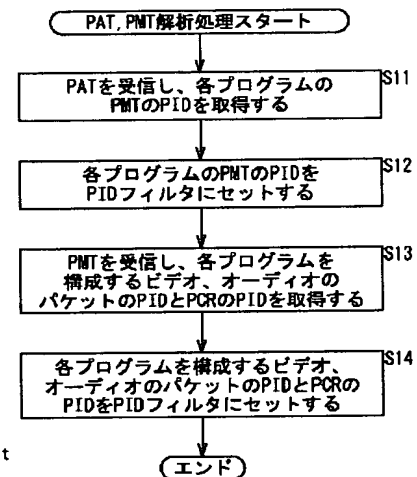 PAT,PMT解析処理スタート
S11
PATを受信し、各プログラムの
PMTのPIDを取得する
S12
各プログラムのPMTのPIDを
PIDフィルタにセットする
S13
PMTを受信し、各プログラムを
構成するビデオ、オーディオの
パケットのPIDとPCRのPIDを取得する
S14
各プログラムを構成するビデオ、
オーディオのパケットのPIDとPCRの
PIDをPIDフィルタにセットする
t
エンド